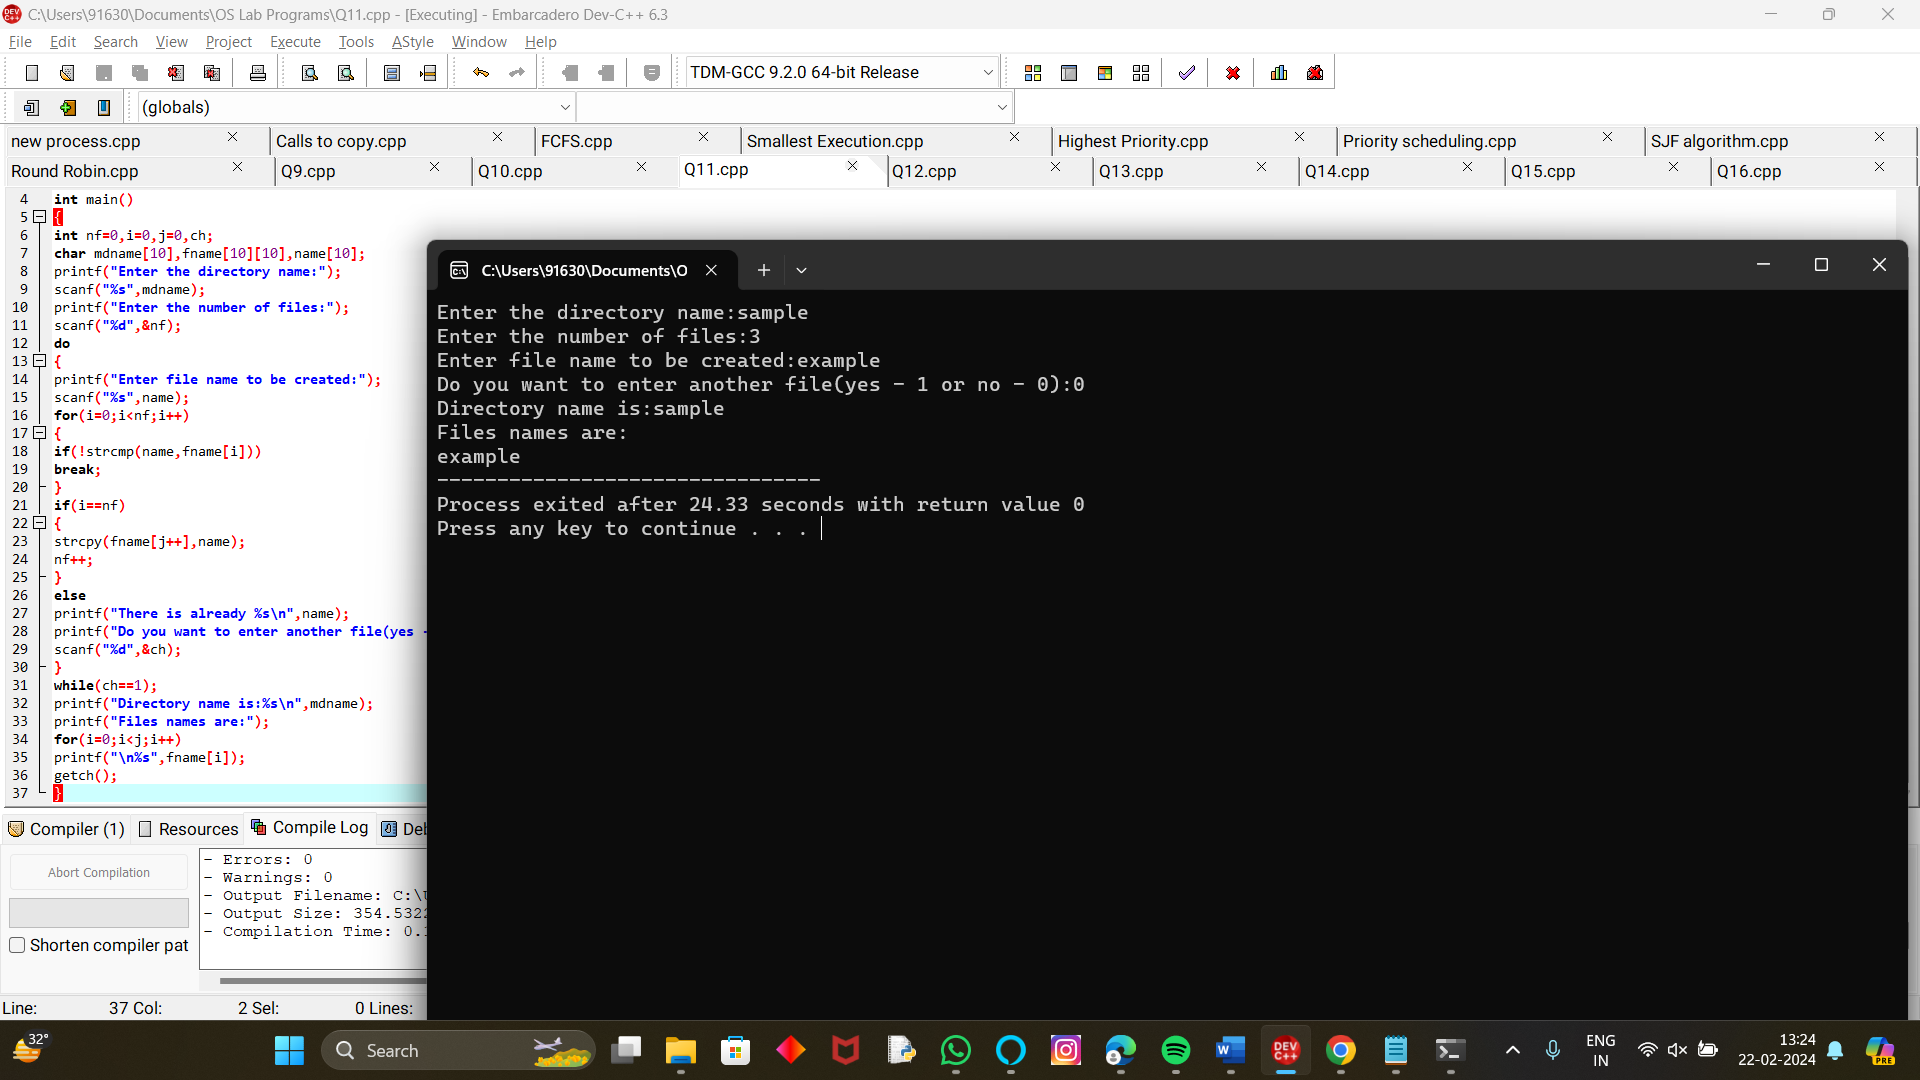 C:\Users\91630\Documents\OS Lab Programs\Q11.cpp - [Executing] - Embarcadero Dev-C++ 6.3
File Edit Search View Project Execute Tools AStyle Window Help
TDM-GCC 9.2.0 64-bit Release
(globals)
new process.cpp Calls to copy.cpp FCFS.cpp Smallest Execution.cpp Highest Priority.cpp Priority scheduling.cpp SJF algorithm.cpp
Round Robin.cpp Q9.cpp Q10.cpp Q11.cpp Q12.cpp Q13.cpp Q14.cpp Q15.cpp Q16.cpp
4 int main()
5 {
6 int nf=0,i=0,j=0,ch;
7 char mdname[10],fname[10][10],name[10];
8 printf("Enter the directory name:");
9 scanf("%s",mdname);
10 printf("Enter the number of files:");
11 scanf("%d",&nf);
12 do
13 {
14 printf("Enter file name to be created:");
15 scanf("%s",name);
16 for(i=0;i<nf;i++)
17 {
18 if(!strcmp(name,fname[i]))
19 break;
20 }
21 if(i==nf)
22 {
23 strcpy(fname[j++],name);
24 nf++;
25 }
26 else
27 printf("There is already %s\n",name);
28 printf("Do you want to enter another file(yes -
29 scanf("%d",&ch);
30 }
31 while(ch==1);
32 printf("Directory name is:%s\n",mdname);
33 printf("Files names are:");
34 for(i=0;i<j;i++)
35 printf("\n%s",fname[i]);
36 getch();
37 }
C:\Users\91630\Documents\O
Enter the directory name:sample
Enter the number of files:3
Enter file name to be created:example
Do you want to enter another file(yes - 1 or no - 0):0
Directory name is:sample
Files names are:
example
--------------------------------
Process exited after 24.33 seconds with return value 0
Press any key to continue . . .
Compiler (1) Resources Compile Log Deb
Abort Compilation
Shorten compiler pat
- Errors: 0
- Warnings: 0
- Output Filename: C:\U
- Output Size: 354.5322
- Compilation Time: 0.1
Line: 37 Col: 2 Sel: 0 Lines:
32°
Search
DEV C++
ENG
IN
13:24
22-02-2024
PRE